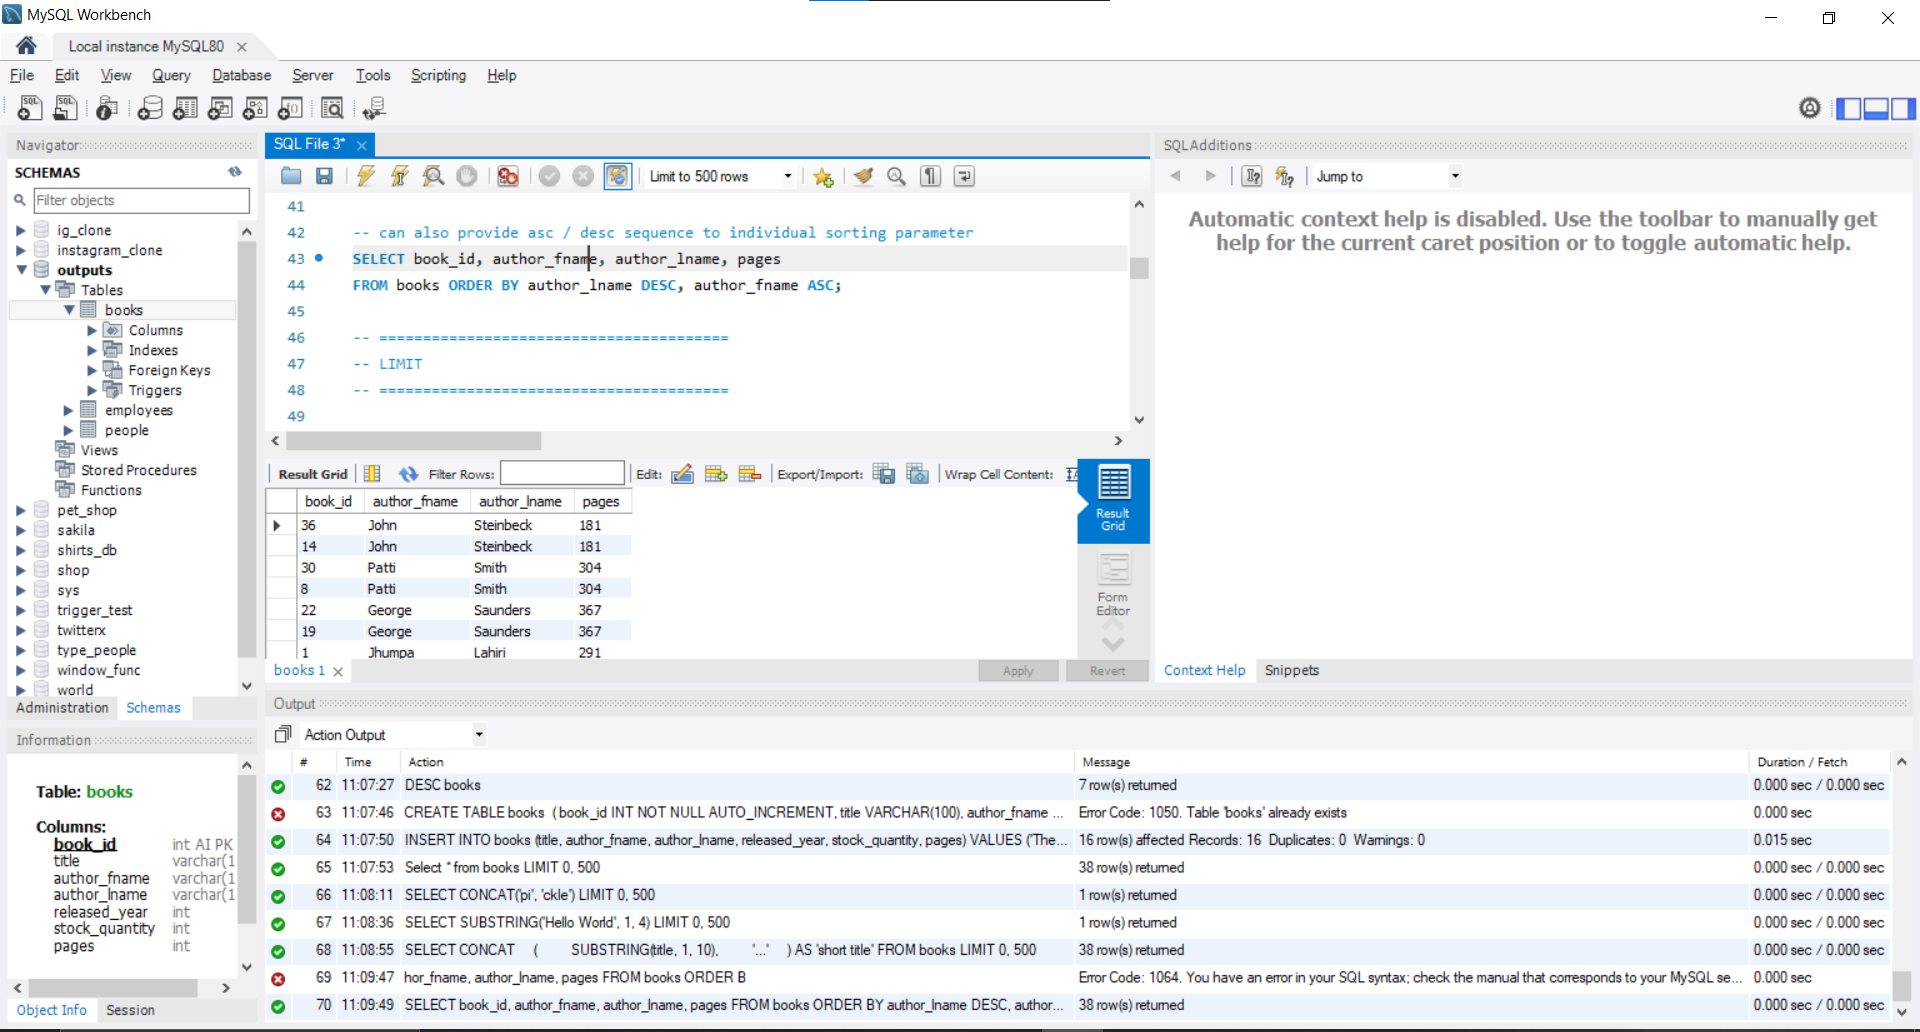 MySQL Workbench
Local instance MySQL80
File Edit View Query Database Server Tools Scripting Help
Navigator
SCHEMAS
Filter objects
ig_clone
instagram_clone
outputs
Tables
books
Columns
Indexes
Foreign Keys
Triggers
employees
people
Views
Stored Procedures
Functions
pet_shop
sakila
shirts_db
shop
sys
trigger_test
twitterx
type_people
window_func
world
Administration Schemas
Information
Table: books
Columns:
book_id int AI PK
title varchar(1
author_fname varchar(1
author_lname varchar(1
released_year int
stock_quantity int
pages int
Object Info Session
SQL File 3*
Limit to 500 rows
41
42 -- can also provide asc / desc sequence to individual sorting parameter
43 SELECT book_id, author_fname, author_lname, pages
44 FROM books ORDER BY author_lname DESC, author_fname ASC;
45
46 -- ========================================
47 -- LIMIT
48 -- ========================================
49
Result Grid Filter Rows: Edit: Export/Import: Wrap Cell Content:
book_id author_fname author_lname pages
36 John Steinbeck 181
14 John Steinbeck 181
30 Patti Smith 304
8 Patti Smith 304
22 George Saunders 367
19 George Saunders 367
1 Jhumpa Lahiri 291
Result
Grid
Form
Editor
books 1
Apply Revert
SQLAdditions
Jump to
Automatic context help is disabled. Use the toolbar to manually get
help for the current caret position or to toggle automatic help.
Context Help Snippets
Output
Action Output
# Time Action Message Duration / Fetch
62 11:07:27 DESC books 7 row(s) returned 0.000 sec / 0.000 sec
63 11:07:46 CREATE TABLE books ( book_id INT NOT NULL AUTO_INCREMENT, title VARCHAR(100), author_fname ... Error Code: 1050. Table 'books' already exists 0.000 sec
64 11:07:50 INSERT INTO books (title, author_fname, author_lname, released_year, stock_quantity, pages) VALUES ('The... 16 row(s) affected Records: 16 Duplicates: 0 Warnings: 0 0.015 sec
65 11:07:53 Select * from books LIMIT 0, 500 38 row(s) returned 0.000 sec / 0.000 sec
66 11:08:11 SELECT CONCAT('pi', 'ckle') LIMIT 0, 500 1 row(s) returned 0.000 sec / 0.000 sec
67 11:08:36 SELECT SUBSTRING('Hello World', 1, 4) LIMIT 0, 500 1 row(s) returned 0.000 sec / 0.000 sec
68 11:08:55 SELECT CONCAT ( SUBSTRING(title, 1, 10), '...' ) AS 'short title' FROM books LIMIT 0, 500 38 row(s) returned 0.000 sec / 0.000 sec
69 11:09:47 hor_fname, author_lname, pages FROM books ORDER B Error Code: 1064. You have an error in your SQL syntax; check the manual that corresponds to your MySQL se... 0.000 sec
70 11:09:49 SELECT book_id, author_fname, author_lname, pages FROM books ORDER BY author_lname DESC, author... 38 row(s) returned 0.000 sec / 0.000 sec